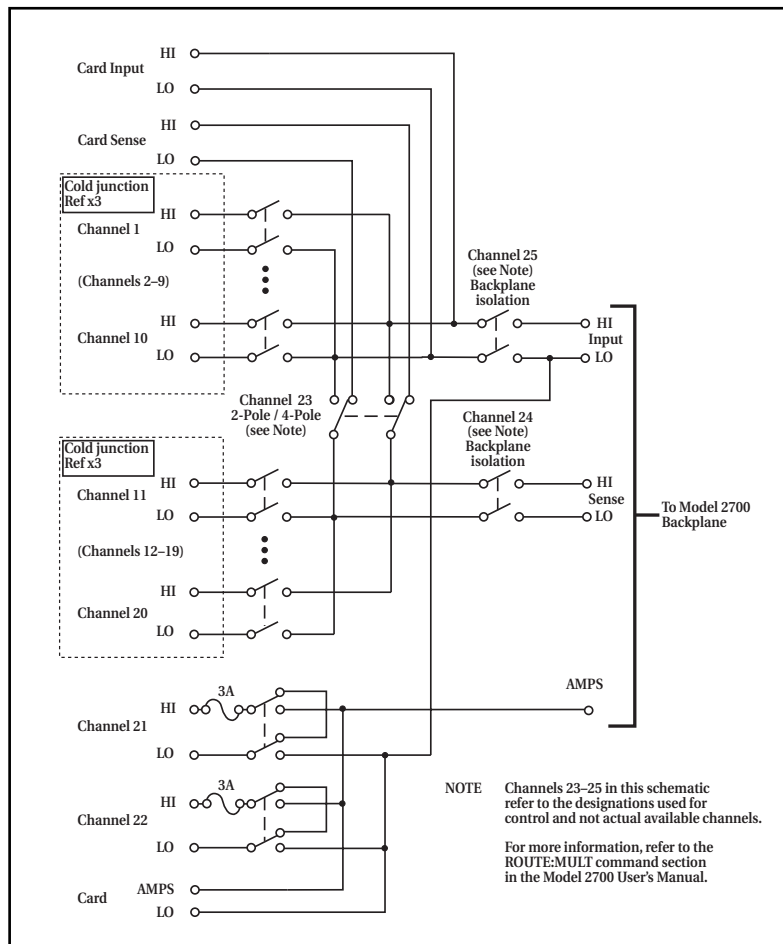 HI
Card Input
LO
HI
Card Sense
LO
Cold junction
Ref x3
HI
Channel 1
LO
(Channels 2–9)
HI
Channel 10
LO
Channel 25
(see Note)
Backplane
isolation
HI
Input
LO
Channel 23
2-Pole / 4-Pole
(see Note)
Channel 24
(see Note)
Backplane
isolation
Cold junction
Ref x3
HI
Channel 11
LO
(Channels 12–19)
HI
Channel 20
LO
HI
Sense
LO
To Model 2700
Backplane
AMPS
3A
HI
Channel 21
LO
3A
HI
Channel 22
LO
AMPS
Card
LO
NOTE Channels 23–25 in this schematic
refer to the designations used for
control and not actual available channels.
For more information, refer to the
ROUTE:MULT command section
in the Model 2700 User's Manual.